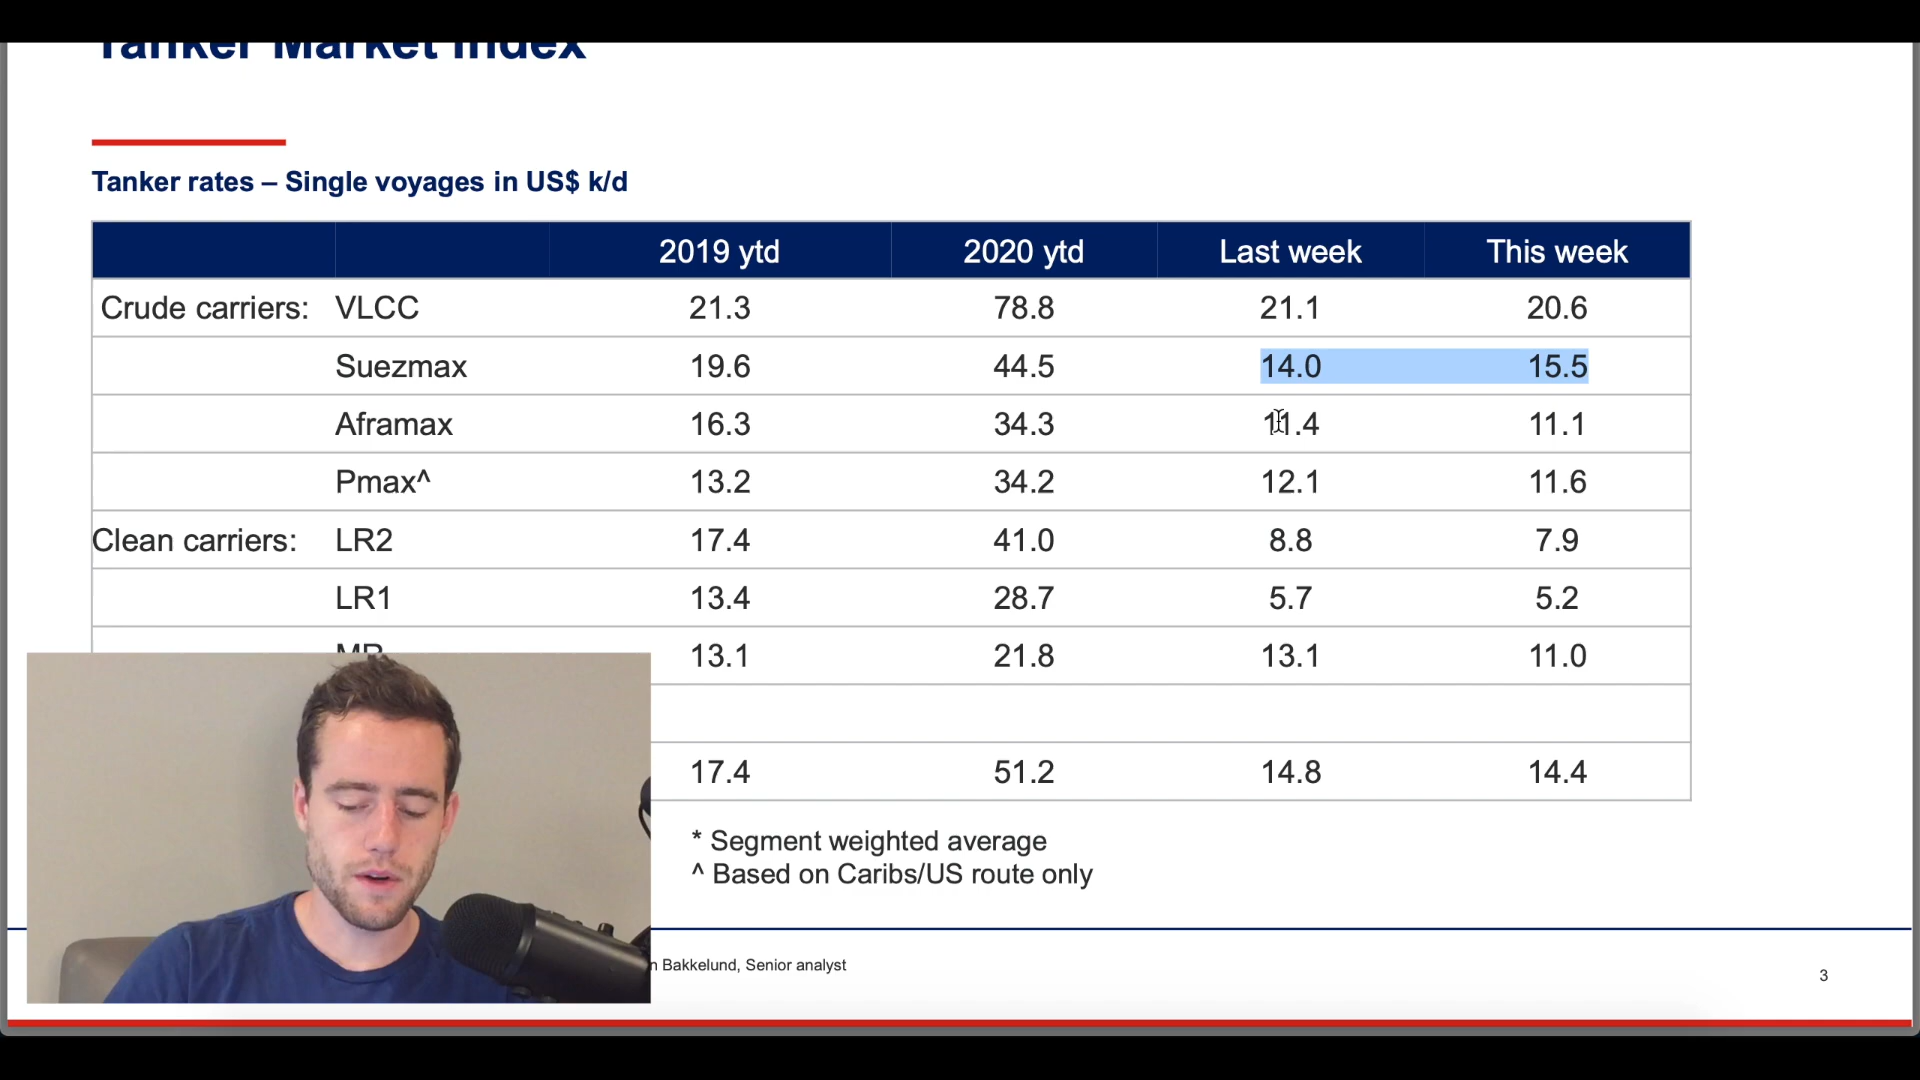 Tanker Market Index
Tanker rates – Single voyages in US$ k/d
2019 ytd 2020 ytd Last week This week
Crude carriers: VLCC 21.3 78.8 21.1 20.6
Suezmax 19.6 44.5 14.0 15.5
Aframax 16.3 34.3 11.4 11.1
Pmax^ 13.2 34.2 12.1 11.6
Clean carriers: LR2 17.4 41.0 8.8 7.9
LR1 13.4 28.7 5.7 5.2
MR 13.1 21.8 13.1 11.0
17.4 51.2 14.8 14.4
* Segment weighted average
^ Based on Caribs/US route only
n Bakkelund, Senior analyst
3